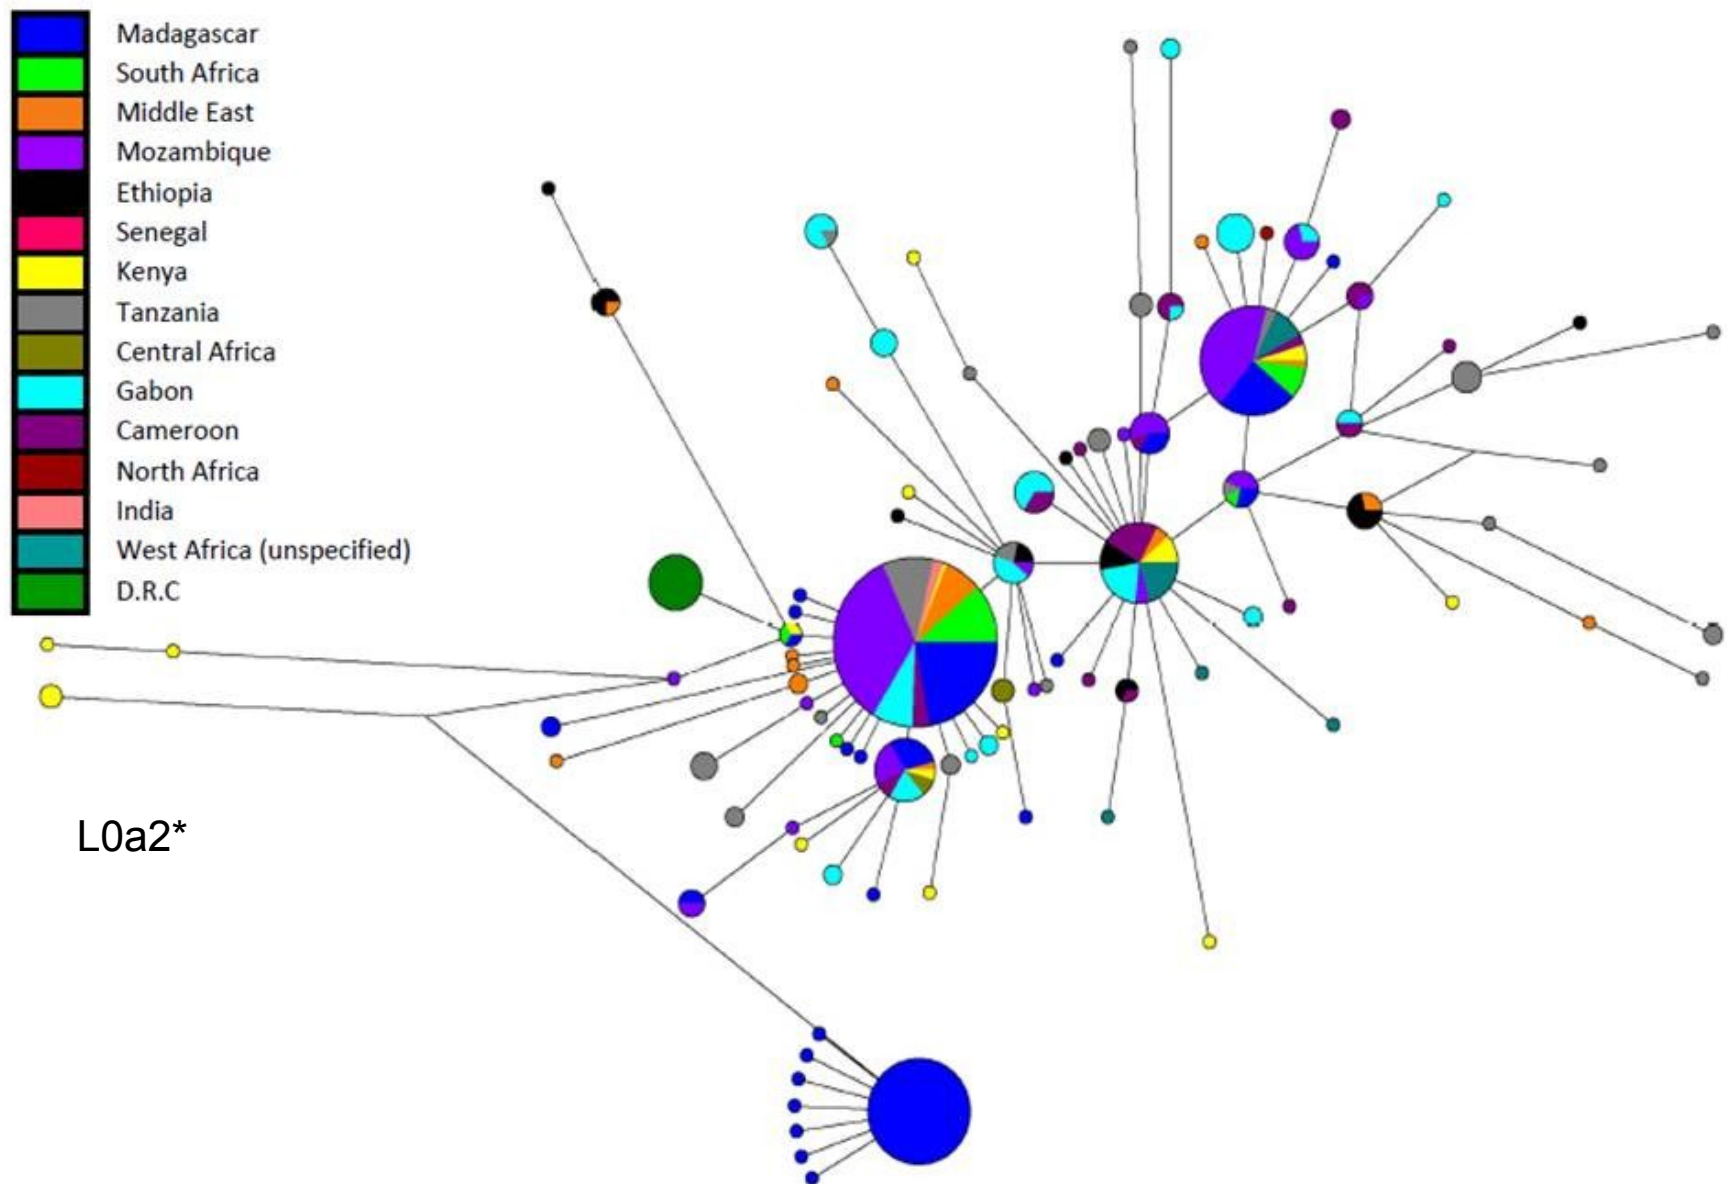 Madagascar
South Africa
Middle East
Mozambique
Ethiopia
Senegal
Kenya
Tanzania
Central Africa
Gabon
Cameroon
North Africa
India
West Africa (unspecified)
D.R.C
L0a2*